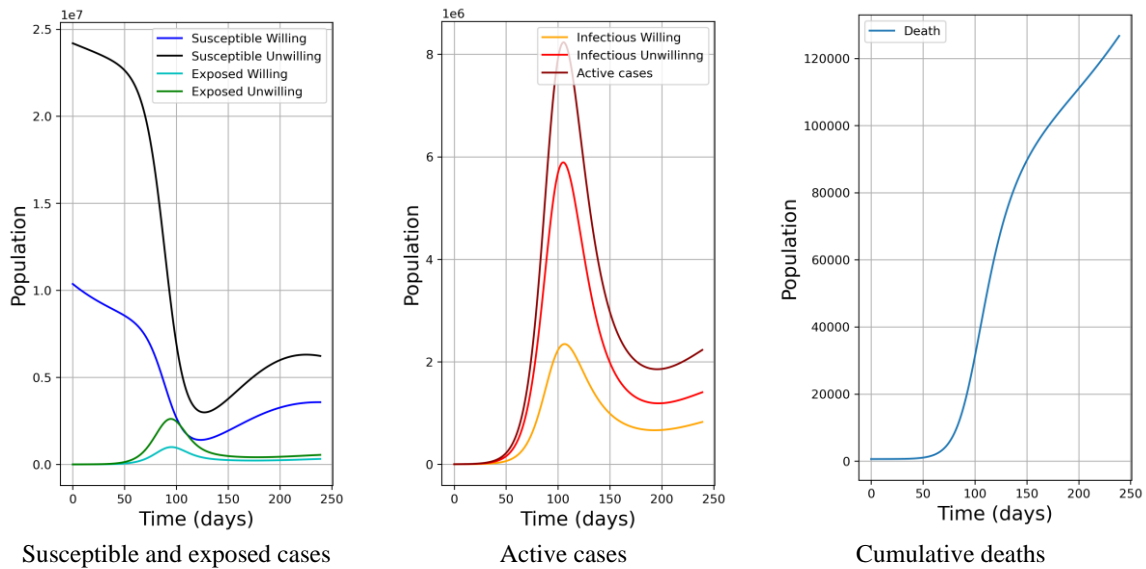 1e7
2.5
2.0
1.5
1.0
0.5
0.0
Population
Susceptible Willing
Susceptible Unwilling
Exposed Willing
Exposed Unwilling
0 50 100 150 200 250
Time (days)
Susceptible and exposed cases
1e6
8
6
4
2
0
Population
Infectious Willing
Infectious Unwillinng
Active cases
0 50 100 150 200 250
Time (days)
Active cases
120000
100000
80000
60000
40000
20000
0
Population
Death
0 50 100 150 200 250
Time (days)
Cumulative deaths